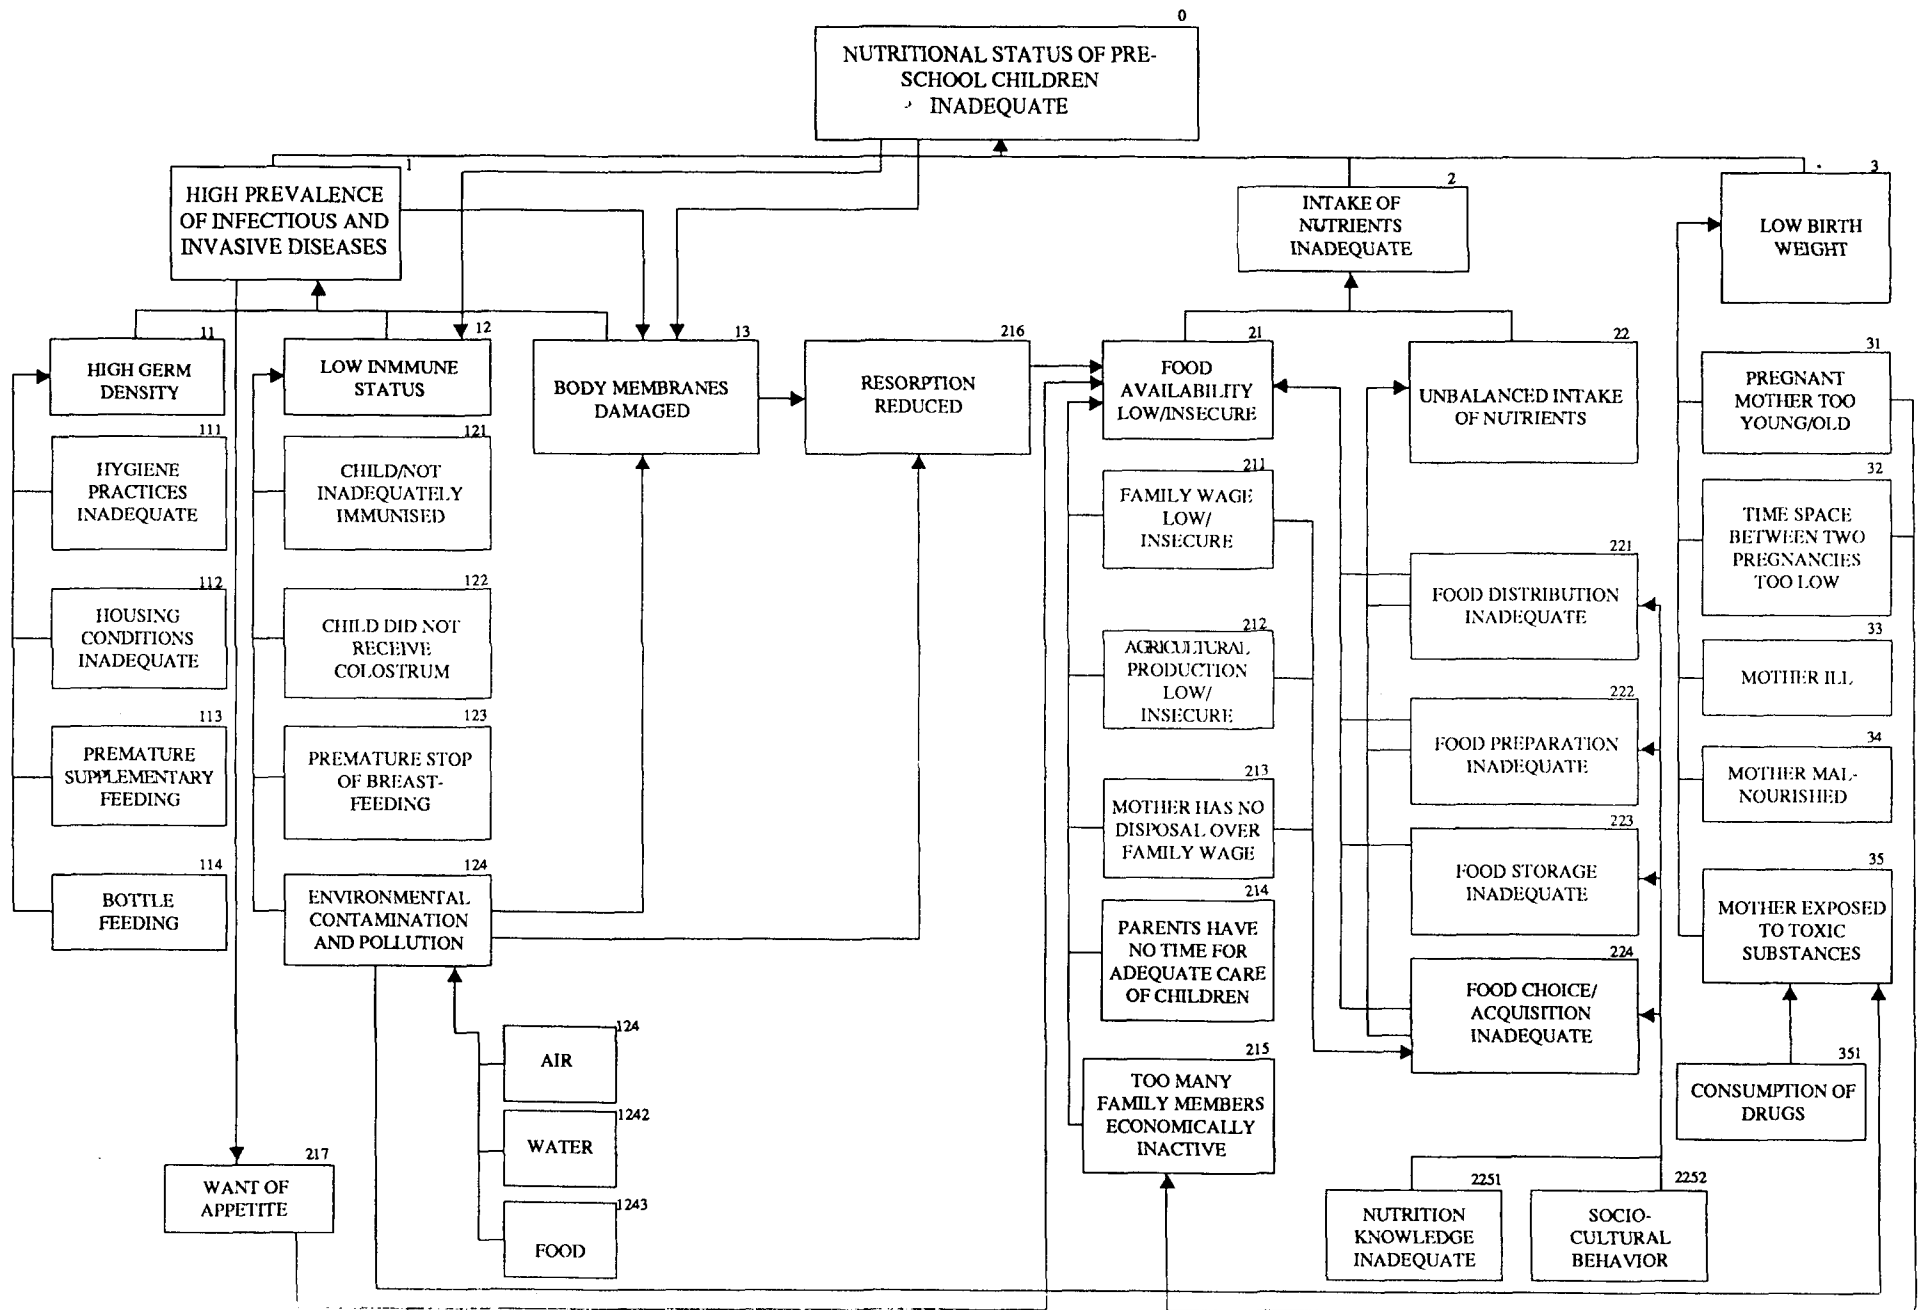 0
NUTRITIONAL STATUS OF PRE-
SCHOOL CHILDREN
INADEQUATE
1
HIGH PREVALENCE
OF INFECTIOUS AND
INVASIVE DISEASES
2
INTAKE OF
NUTRIENTS
INADEQUATE
3
LOW BIRTH
WEIGHT
11
HIGH GERM
DENSITY
12
LOW INMMUNE
STATUS
13
BODY MEMBRANES
DAMAGED
216
RESORPTION
REDUCED
21
FOOD
AVAILABILITY
LOW/INSECURE
22
UNBALANCED INTAKE
OF NUTRIENTS
31
PREGNANT
MOTHER TOO
YOUNG/OLD
111
HYGIENE
PRACTICES
INADEQUATE
121
CHILD/NOT
INADEQUATELY
IMMUNISED
211
FAMILY WAGE
LOW/
INSECURE
32
TIME SPACE
BETWEEN TWO
PREGNANCIES
TOO LOW
112
HOUSING
CONDITIONS
INADEQUATE
122
CHILD DID NOT
RECEIVE
COLOSTRUM
212
AGRICULTURAL
PRODUCTION
LOW/
INSECURE
221
FOOD DISTRIBUTION
INADEQUATE
33
MOTHER ILL
113
PREMATURE
SUPPLEMENTARY
FEEDING
123
PREMATURE STOP
OF BREAST-
FEEDING
213
MOTHER HAS NO
DISPOSAL OVER
FAMILY WAGE
222
FOOD PREPARATION
INADEQUATE
34
MOTHER MAL-
NOURISHED
114
BOTTLE
FEEDING
124
ENVIRONMENTAL
CONTAMINATION
AND POLLUTION
214
PARENTS HAVE
NO TIME FOR
ADEQUATE CARE
OF CHILDREN
223
FOOD STORAGE
INADEQUATE
35
MOTHER EXPOSED
TO TOXIC
SUBSTANCES
224
FOOD CHOICE/
ACQUISITION
INADEQUATE
124
AIR
215
TOO MANY
FAMILY MEMBERS
ECONOMICALLY
INACTIVE
351
CONSUMPTION OF
DRUGS
1242
WATER
217
WANT OF
APPETITE
1243
FOOD
2251
NUTRITION
KNOWLEDGE
INADEQUATE
2252
SOCIO-
CULTURAL
BEHAVIOR